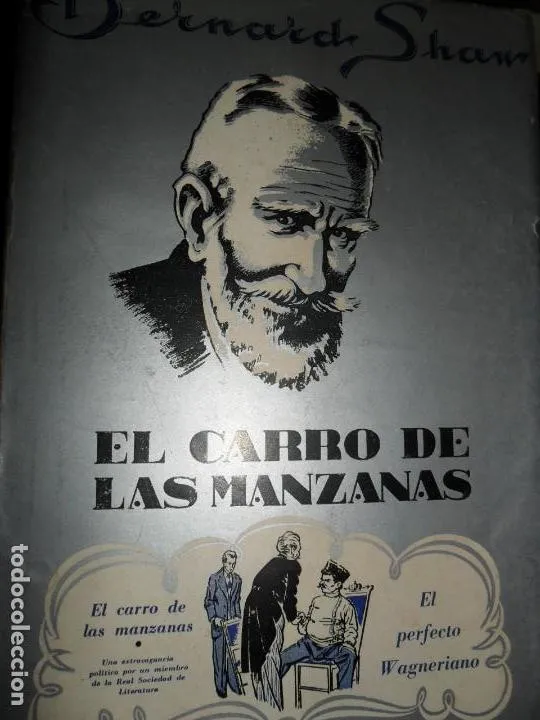 Bernard Shaw
EL CARRO DE
LAS MANZANAS
El carro de
las manzanas
Una extravagancia
política por un miembro
de la Real Sociedad de
Literatura
El
perfecto
Wagneriano
todocoleccion
todocoleccion